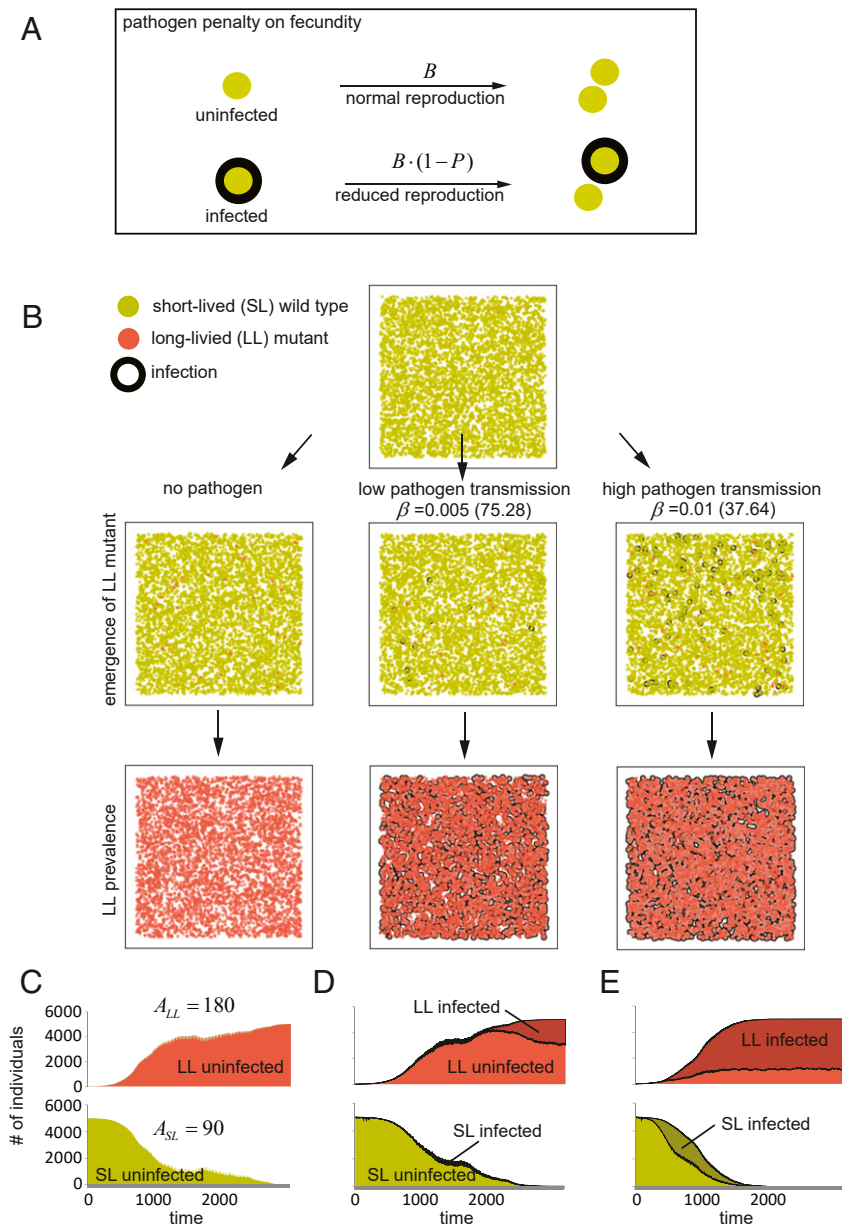 A
pathogen penalty on fecundity
B
normal reproduction
uninfected
B·(1−P)
reduced reproduction
infected
B
short-lived (SL) wild type
long-livied (LL) mutant
infection
no pathogen
low pathogen transmission
β =0.005 (75.28)
high pathogen transmission
β =0.01 (37.64)
emergence of LL mutant
LL prevalence
C
D
E
# of individuals
6000
4000
2000
0
A_LL = 180
LL uninfected
6000
4000
2000
0
A_SL = 90
SL uninfected
0 1000 2000
time
LL infected
LL uninfected
SL infected
SL uninfected
0 1000 2000
time
LL infected
SL infected
0 1000 2000
time